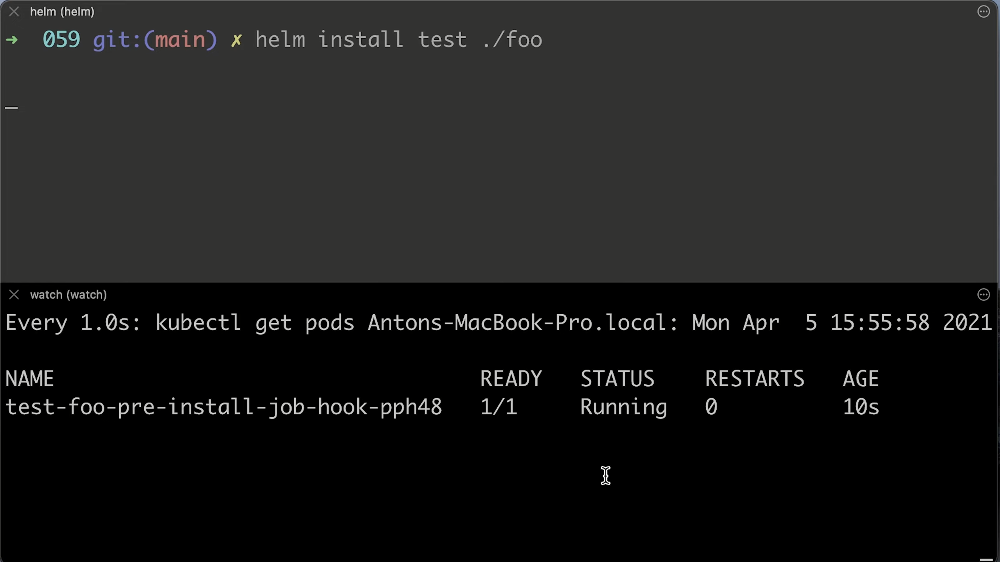 helm (helm)
➜ 059 git:(main) ✗ helm install test ./foo
watch (watch)
Every 1.0s: kubectl get pods Antons-MacBook-Pro.local: Mon Apr  5 15:55:58 2021
NAME READY STATUS RESTARTS AGE
test-foo-pre-install-job-hook-pph48 1/1 Running 0 10s